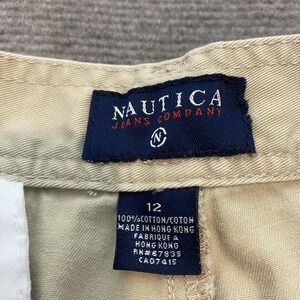 NAUTICA
JEANS COMPANY
N
12
100%COTTON/COTON
MADE IN HONG KONG
FABRIQUE A
HONG KONG
RN#67835
CA07415